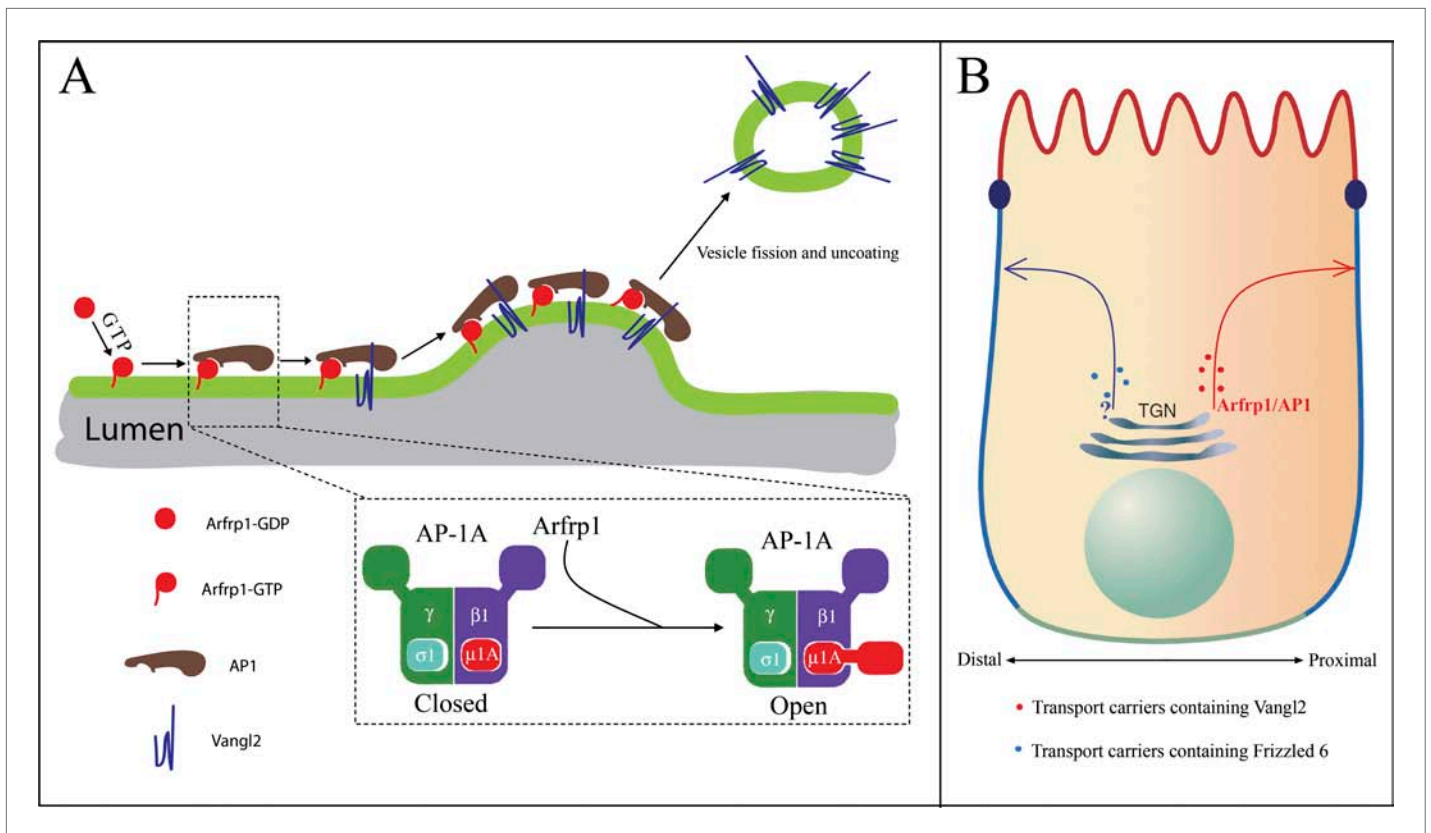 A
GTP
Vesicle fission and uncoating
Lumen
Arfrp1-GDP
Arfrp1-GTP
AP1
Vangl2
Arfrp1
AP-1A
AP-1A
γ
β1
σ1
μ1A
Closed
γ
β1
σ1
μ1A
Open
B
?
TGN
Arfrp1/AP1
Distal
Proximal
Transport carriers containing Vangl2
Transport carriers containing Frizzled 6